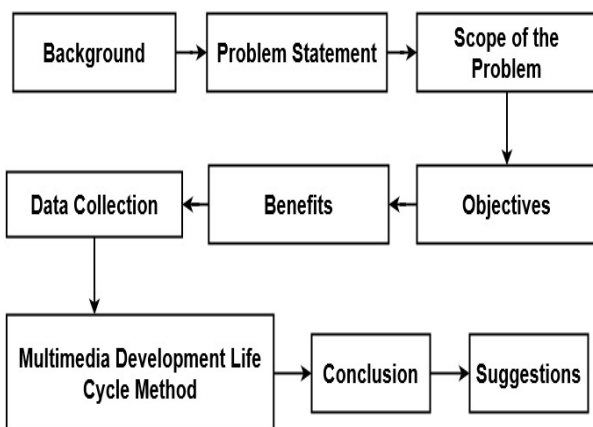 Background
Problem Statement
Scope of the
Problem
Data Collection
Benefits
Objectives
Multimedia Development Life
Cycle Method
Conclusion
Suggestions